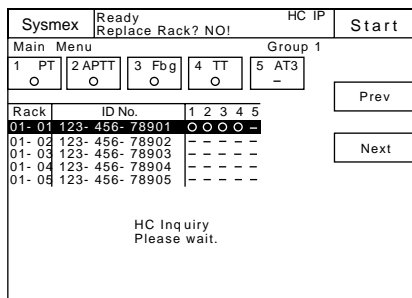 Sysmex Ready HC IP Start
Replace Rack? NO!
Main Menu Group 1
1 PT 2 APTT 3 Fbg 4 TT 5 AT3
O O O O –
Prev
Rack ID No. 1 2 3 4 5
01- 01 123- 456- 78901 O O O O –
01- 02 123- 456- 78902 – – – – –
01- 03 123- 456- 78903 – – – – –
01- 04 123- 456- 78904 – – – – –
01- 05 123- 456- 78905 – – – – –
Next
HC Inquiry
Please wait.